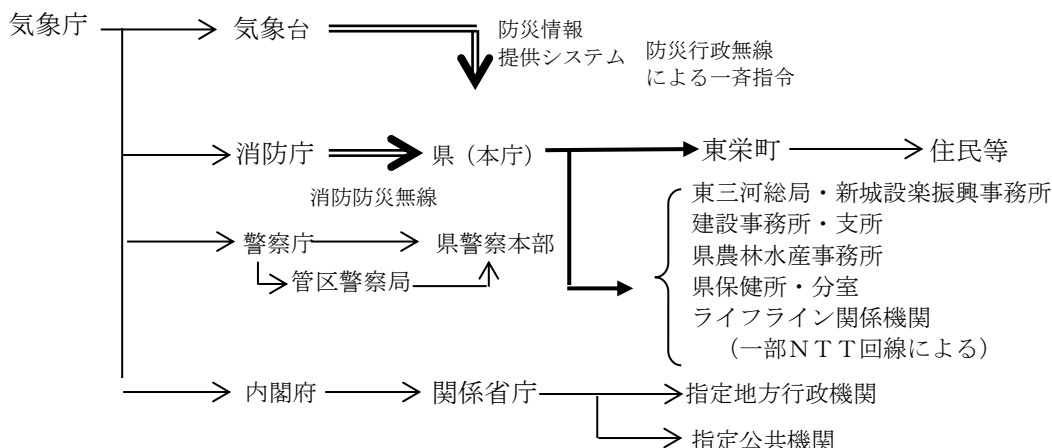 気象庁
気象台
防災情報
提供システム
防災行政無線
による一斉指令
消防庁
県（本庁）
東栄町
住民等
消防防災無線
東三河総局・新城設楽振興事務所
建設事務所・支所
県農林水産事務所
県保健所・分室
ライフライン関係機関
（一部ＮＴＴ回線による）
警察庁
県警察本部
管区警察局
内閣府
関係省庁
指定地方行政機関
指定公共機関